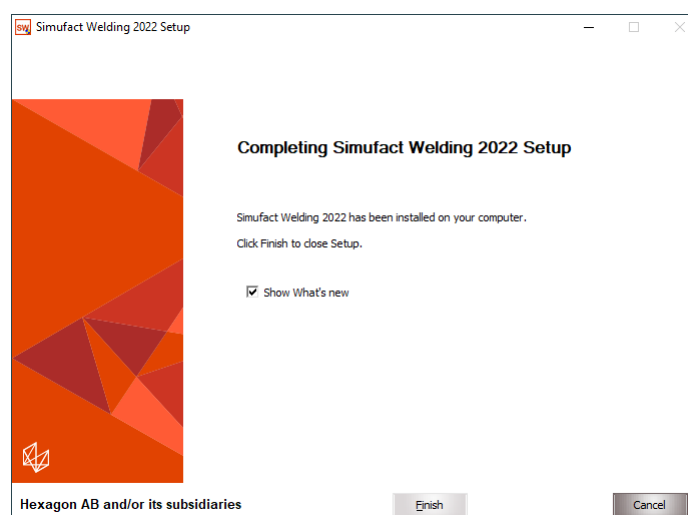 SW Simufact Welding 2022 Setup
Completing Simufact Welding 2022 Setup
Simufact Welding 2022 has been installed on your computer.
Click Finish to close Setup.
Show What's new
Hexagon AB and/or its subsidiaries
Finish
Cancel